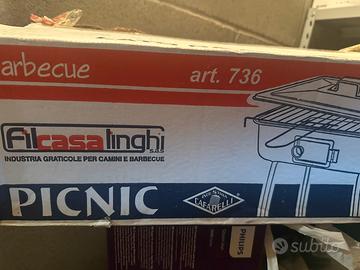 arbecue
art. 736
Filcasalinghi
S.N.C.
INDUSTRIA GRATICOLE PER CAMINI E BARBECUE
PICNIC
CAFARELLI
PHILIPS
subito